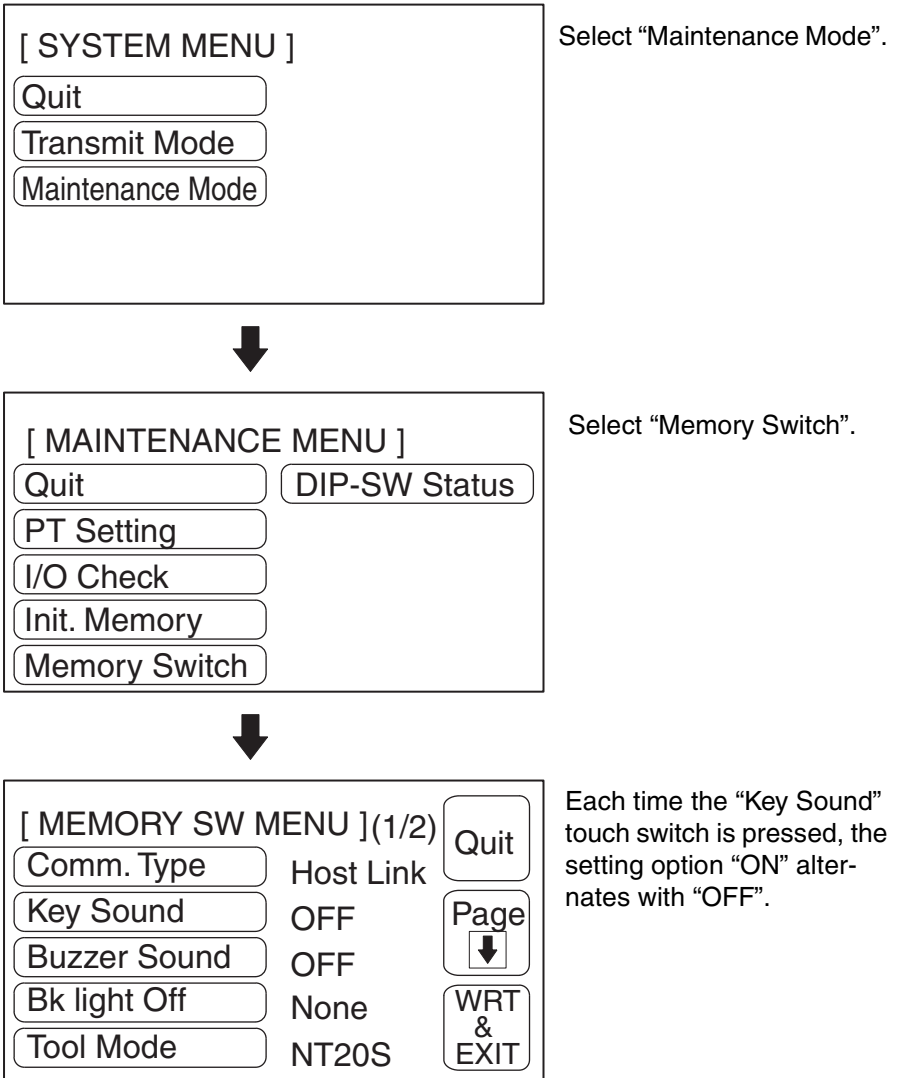 [ SYSTEM MENU ]
Quit
Transmit Mode
Maintenance Mode
Select “Maintenance Mode”.
[ MAINTENANCE MENU ]
Quit
DIP-SW Status
PT Setting
I/O Check
Init. Memory
Memory Switch
Select “Memory Switch”.
[ MEMORY SW MENU ](1/2)
Quit
Comm. Type
Host Link
Key Sound
OFF
Page
Buzzer Sound
OFF
Bk light Off
None
Tool Mode
NT20S
WRT
&
EXIT
Each time the “Key Sound”
touch switch is pressed, the
setting option “ON” alter-
nates with “OFF”.